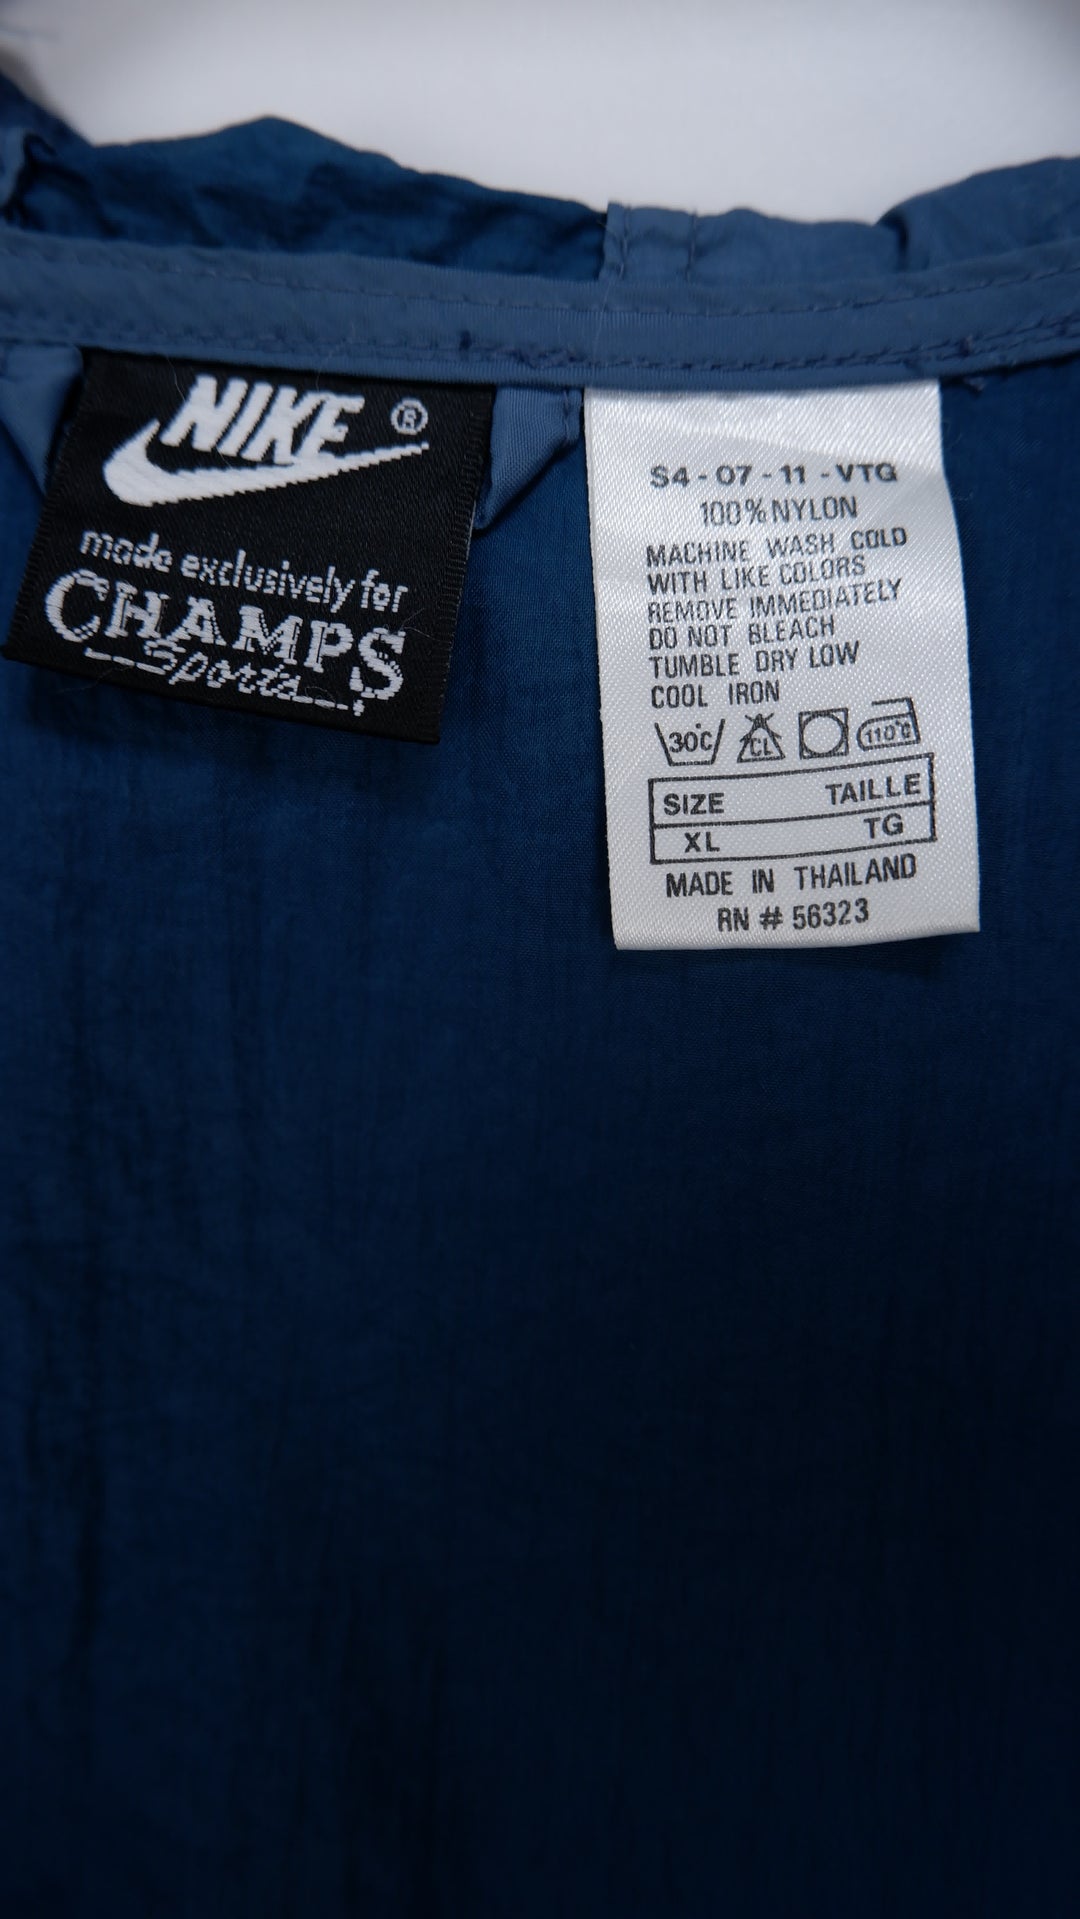 NIKE ®
made exclusively for
CHAMPS
Sports
S4-07-11-VTG
100% NYLON
MACHINE WASH COLD
WITH LIKE COLORS
REMOVE IMMEDIATELY
DO NOT BLEACH
TUMBLE DRY LOW
COOL IRON
30C CL 110°C
SIZE TAILLE
XL TG
MADE IN THAILAND
RN # 56323